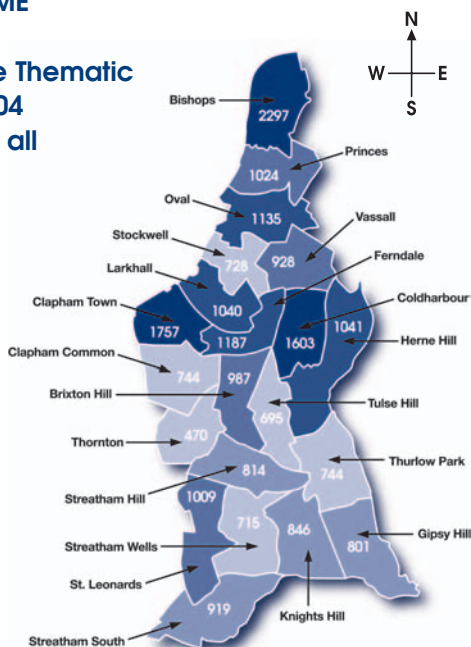 ME
e Thematic
04
all
N
W
E
S
Bishops
2297
Princes
1024
Oval
1135
Vassall
Stockwell
728
928
Ferndale
Larkhall
1040
Coldharbour
Clapham Town
1757
1187
1603
1041
Herne Hill
Clapham Common
744
987
Brixton Hill
695
Tulse Hill
Thornton
470
Thurlow Park
744
814
Streatham Hill
1009
715
846
801
Gipsy Hill
Streatham Wells
St. Leonards
919
Knights Hill
Streatham South